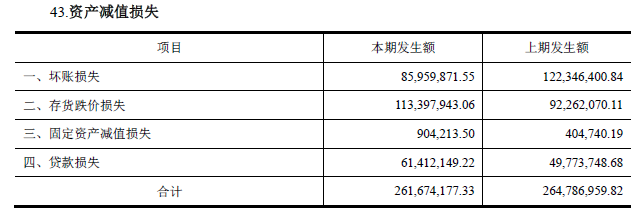 43.资产减值损失
项目 本期发生额 上期发生额
一、坏账损失 85,959,871.55 122,346,400.84
二、存货跌价损失 113,397,943.06 92,262,070.11
三、固定资产减值损失 904,213.50 404,740.19
四、贷款损失 61,412,149.22 49,773,748.68
合计 261,674,177.33 264,786,959.82